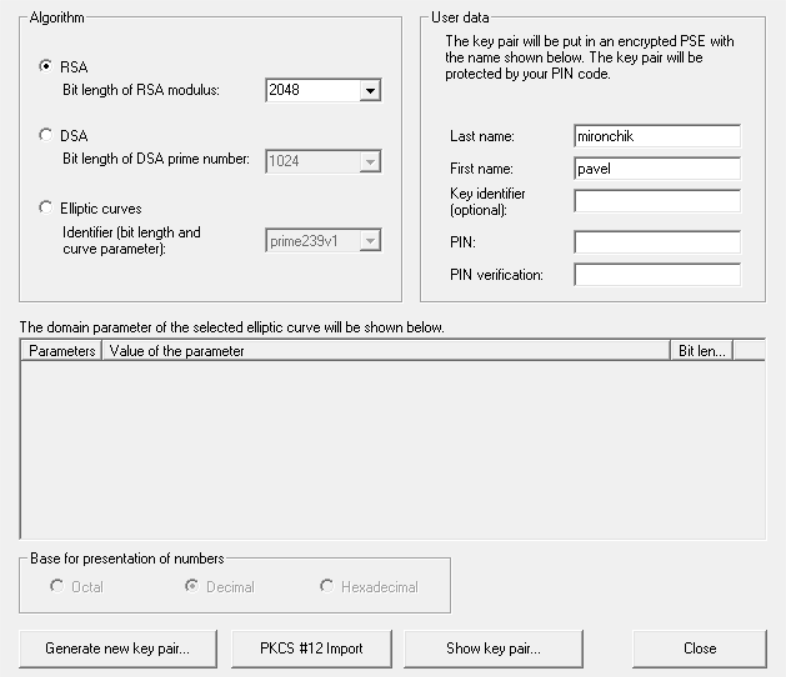 Algorithm
RSA
Bit length of RSA modulus:
2048
DSA
Bit length of DSA prime number:
1024
Elliptic curves
Identifier (bit length and
curve parameter):
prime239v1
User data
The key pair will be put in an encrypted PSE with
the name shown below. The key pair will be
protected by your PIN code.
Last name:
mironchik
First name:
pavel
Key identifier
(optional):
PIN:
PIN verification:
The domain parameter of the selected elliptic curve will be shown below.
Parameters Value of the parameter Bit len...
Base for presentation of numbers
Octal Decimal Hexadecimal
Generate new key pair... PKCS #12 Import Show key pair... Close